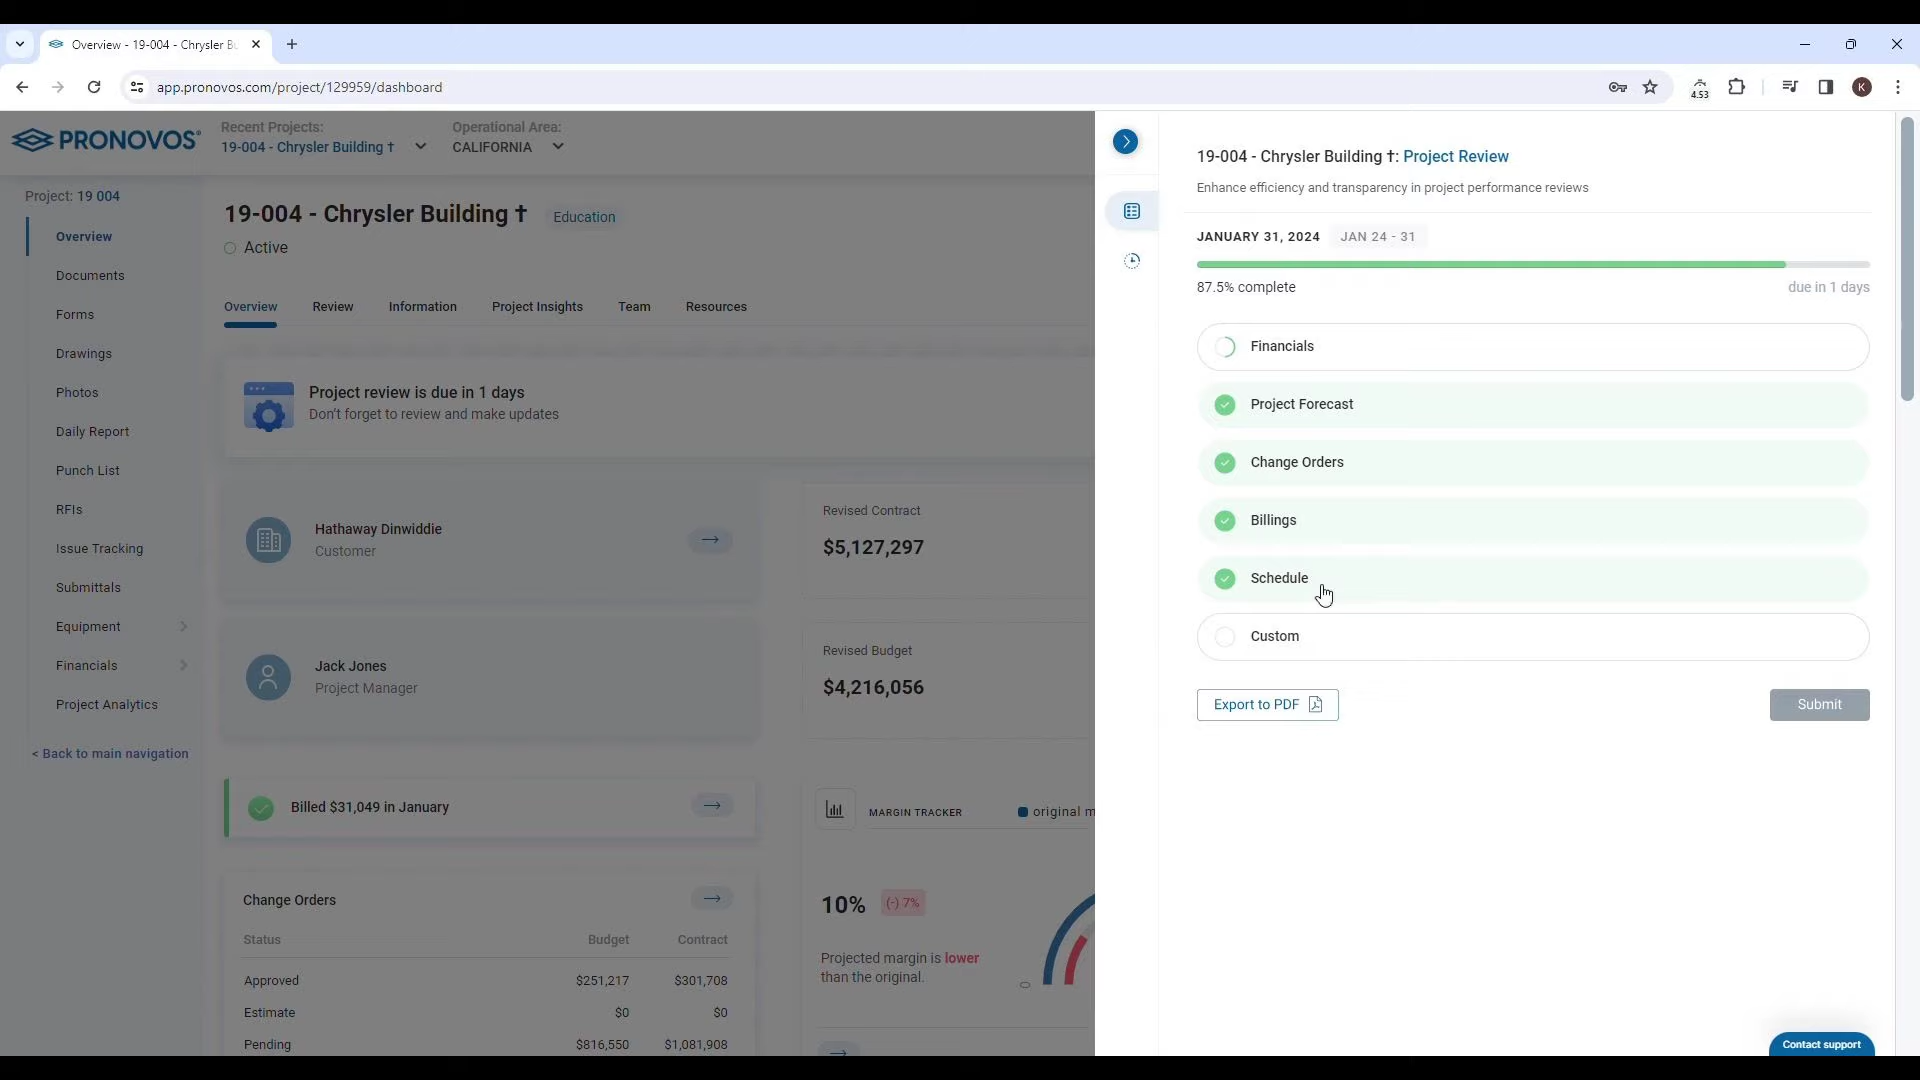 Overview - 19-004 - Chrysler Bu
app.pronovos.com/project/129959/dashboard
4.53
K
PRONOVOS
Recent Projects:
19-004 - Chrysler Building †
Operational Area:
CALIFORNIA
Project: 19 004
Overview
Documents
Forms
Drawings
Photos
Daily Report
Punch List
RFIs
Issue Tracking
Submittals
Equipment
Financials
Project Analytics
< Back to main navigation
19-004 - Chrysler Building †
Education
Active
Overview
Review
Information
Project Insights
Team
Resources
Project review is due in 1 days
Don't forget to review and make updates
Hathaway Dinwiddie
Customer
Jack Jones
Project Manager
Revised Contract
$5,127,297
Revised Budget
$4,216,056
Billed $31,049 in January
Change Orders
Status Budget Contract
Approved $251,217 $301,708
Estimate $0 $0
Pending $816,550 $1,081,908
MARGIN TRACKER
original m
10%
(-) 7%
Projected margin is lower
than the original.
0
19-004 - Chrysler Building †: Project Review
Enhance efficiency and transparency in project performance reviews
JANUARY 31, 2024
JAN 24 - 31
87.5% complete
due in 1 days
Financials
Project Forecast
Change Orders
Billings
Schedule
Custom
Export to PDF
Submit
Contact support